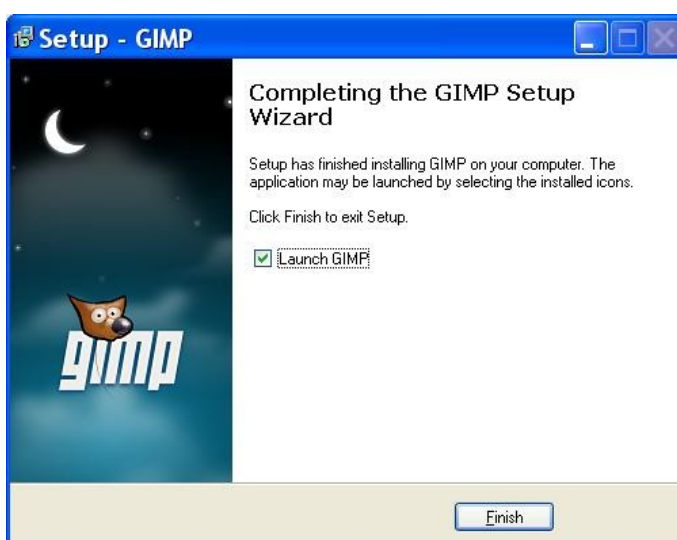 Setup - GIMP
Completing the GIMP Setup
Wizard
Setup has finished installing GIMP on your computer. The
application may be launched by selecting the installed icons.
Click Finish to exit Setup.
Launch GIMP
gimp
Finish